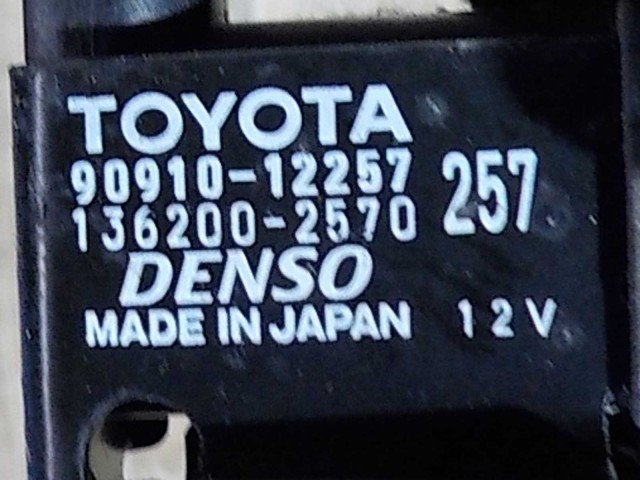 TOYOTA
90910-12257
136200-2570 257
DENSO
MADE IN JAPAN 12V